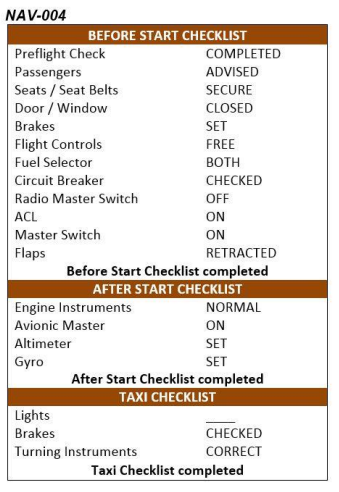 NAV-004
BEFORE START CHECKLIST
Preflight Check COMPLETED
Passengers ADVISED
Seats / Seat Belts SECURE
Door / Window CLOSED
Brakes SET
Flight Controls FREE
Fuel Selector BOTH
Circuit Breaker CHECKED
Radio Master Switch OFF
ACL ON
Master Switch ON
Flaps RETRACTED
Before Start Checklist completed
AFTER START CHECKLIST
Engine Instruments NORMAL
Avionic Master ON
Altimeter SET
Gyro SET
After Start Checklist completed
TAXI CHECKLIST
Lights ____
Brakes CHECKED
Turning Instruments CORRECT
Taxi Checklist completed